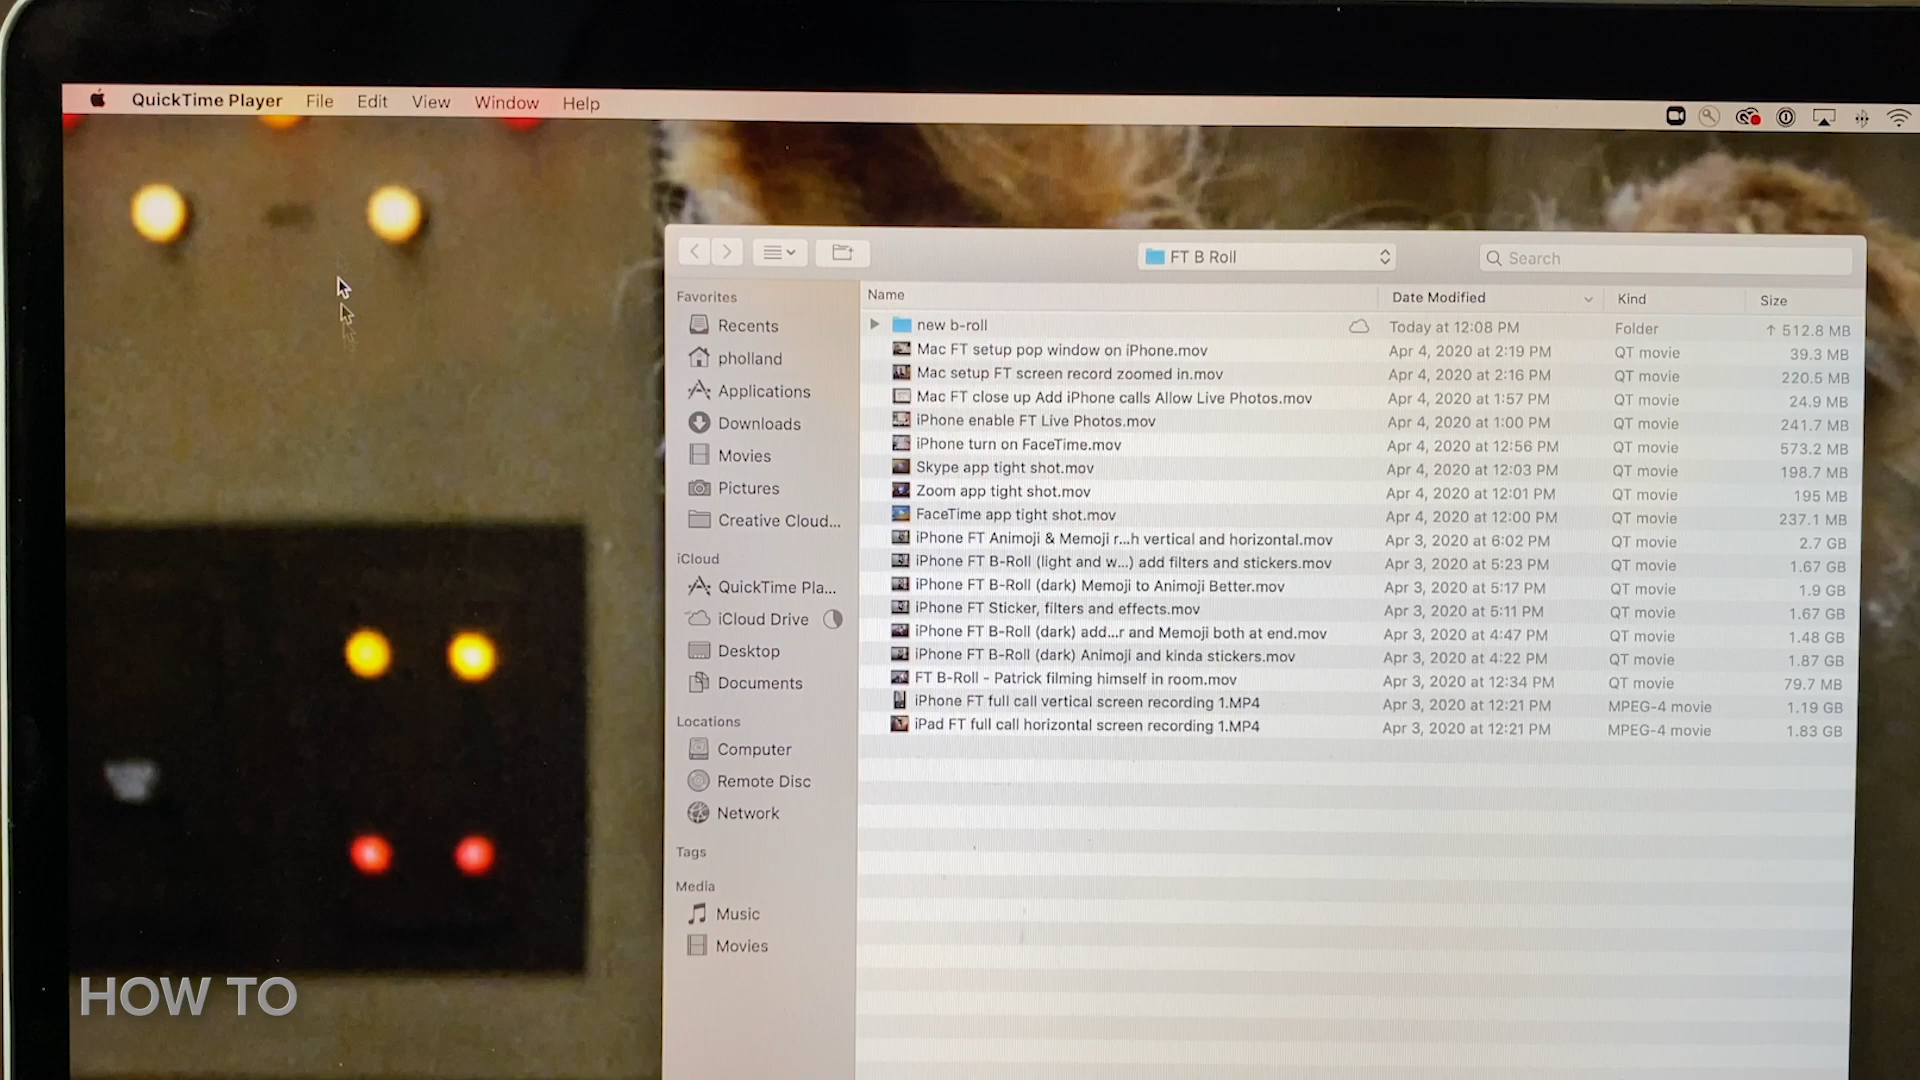 QuickTime Player File Edit View Window Help
FT B Roll
Search
Favorites
Recents
pholland
Applications
Downloads
Movies
Pictures
Creative Cloud...
iCloud
QuickTime Pla...
iCloud Drive
Desktop
Documents
Locations
Computer
Remote Disc
Network
Tags
Media
Music
Movies
Name Date Modified Kind Size
new b-roll Today at 12:08 PM Folder ↑ 512.8 MB
Mac FT setup pop window on iPhone.mov Apr 4, 2020 at 2:19 PM QT movie 39.3 MB
Mac setup FT screen record zoomed in.mov Apr 4, 2020 at 2:16 PM QT movie 220.5 MB
Mac FT close up Add iPhone calls Allow Live Photos.mov Apr 4, 2020 at 1:57 PM QT movie 24.9 MB
iPhone enable FT Live Photos.mov Apr 4, 2020 at 1:00 PM QT movie 241.7 MB
iPhone turn on FaceTime.mov Apr 4, 2020 at 12:56 PM QT movie 573.2 MB
Skype app tight shot.mov Apr 4, 2020 at 12:03 PM QT movie 198.7 MB
Zoom app tight shot.mov Apr 4, 2020 at 12:01 PM QT movie 195 MB
FaceTime app tight shot.mov Apr 4, 2020 at 12:00 PM QT movie 237.1 MB
iPhone FT Animoji & Memoji r...h vertical and horizontal.mov Apr 3, 2020 at 6:02 PM QT movie 2.7 GB
iPhone FT B-Roll (light and w...) add filters and stickers.mov Apr 3, 2020 at 5:23 PM QT movie 1.67 GB
iPhone FT B-Roll (dark) Memoji to Animoji Better.mov Apr 3, 2020 at 5:17 PM QT movie 1.9 GB
iPhone FT Sticker, filters and effects.mov Apr 3, 2020 at 5:11 PM QT movie 1.67 GB
iPhone FT B-Roll (dark) add...r and Memoji both at end.mov Apr 3, 2020 at 4:47 PM QT movie 1.48 GB
iPhone FT B-Roll (dark) Animoji and kinda stickers.mov Apr 3, 2020 at 4:22 PM QT movie 1.87 GB
FT B-Roll - Patrick filming himself in room.mov Apr 3, 2020 at 12:34 PM QT movie 79.7 MB
iPhone FT full call vertical screen recording 1.MP4 Apr 3, 2020 at 12:21 PM MPEG-4 movie 1.19 GB
iPad FT full call horizontal screen recording 1.MP4 Apr 3, 2020 at 12:21 PM MPEG-4 movie 1.83 GB
HOW TO